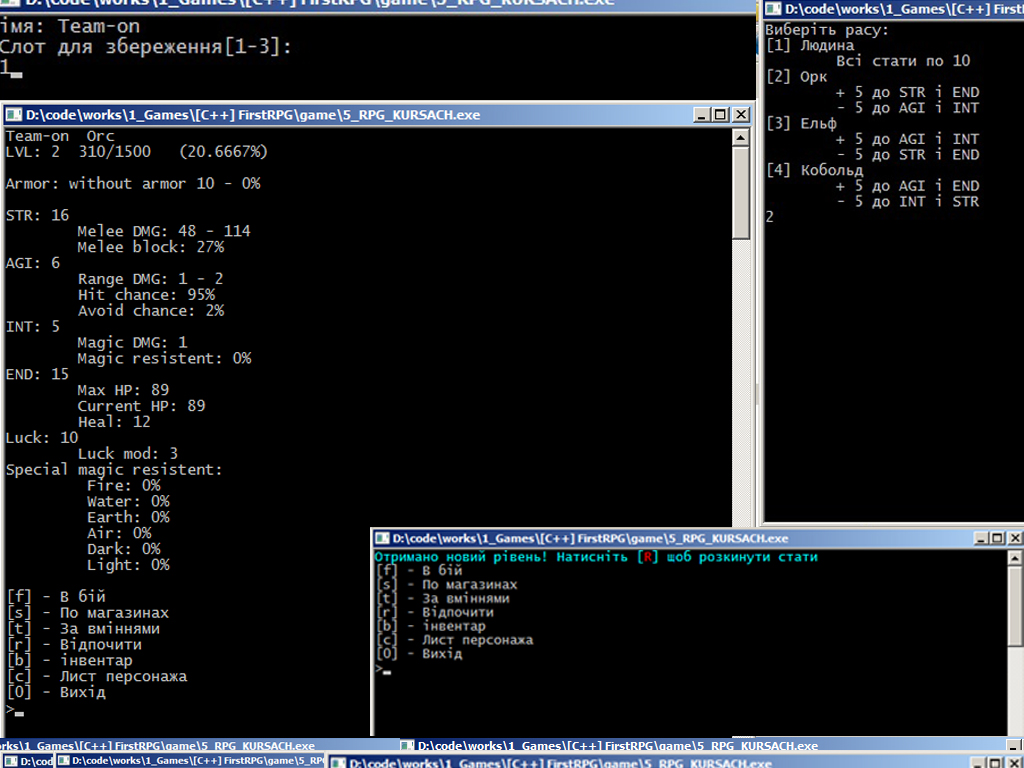 D:\code\works\1_Games\[C++] FirstRPG\game\5_RPG_KURSACH.exe
імя: Team-on
Слот для збереження[1-3]:
1_
D:\code\works\1_Games\[C++] FirstRPG\game\5_RPG_KURSACH.exe
Team-on  Orc
LVL: 2  310/1500   (20.6667%)
Armor: without armor 10 - 0%
STR: 16
Melee DMG: 48 - 114
Melee block: 27%
AGI: 6
Range DMG: 1 - 2
Hit chance: 95%
Avoid chance: 2%
INT: 5
Magic DMG: 1
Magic resistent: 0%
END: 15
Max HP: 89
Current HP: 89
Heal: 12
Luck: 10
Luck mod: 3
Special magic resistent:
Fire: 0%
Water: 0%
Earth: 0%
Air: 0%
Dark: 0%
Light: 0%
[f] - В бій
[s] - По магазинах
[t] - За вміннями
[r] - Відпочити
[b] - інвентар
[c] - Лист персонажа
[0] - Вихід
>_
D:\code\works\1_Games\[C++] First
Виберіть расу:
[1] Людина
Всі стати по 10
[2] Орк
+ 5 до STR і END
- 5 до AGI і INT
[3] Ельф
+ 5 до AGI і INT
- 5 до STR і END
[4] Кобольд
+ 5 до AGI і END
- 5 до INT і STR
2
D:\code\works\1_Games\[C++] FirstRPG\game\5_RPG_KURSACH.exe
Отримано новий рівень! Натисніть [R] щоб розкинути стати
[f] - В бій
[s] - По магазинах
[t] - За вміннями
[r] - Відпочити
[b] - інвентар
[c] - Лист персонажа
[0] - Вихід
>_
rks\1_Games\[C++] FirstRPG\game\5_RPG_KURSACH.exe
D:\code\works\1_Games\[C++] FirstRPG\game\5_RPG_KURSACH.exe
D:\cod
D:\code\works\1_Games\[C++] FirstRPG\game\5_RP
D:\code\works\1_Games\[C++] FirstRPG\game\5_RPG_KURSACH.exe